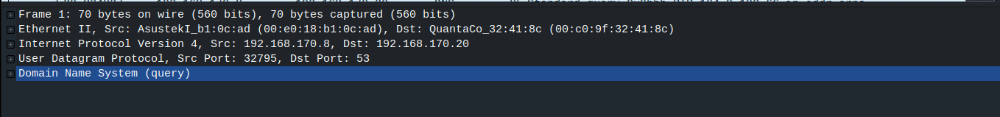 Frame 1: 70 bytes on wire (560 bits), 70 bytes captured (560 bits)
Ethernet II, Src: AsustekI_b1:0c:ad (00:e0:18:b1:0c:ad), Dst: QuantaCo_32:41:8c (00:c0:9f:32:41:8c)
Internet Protocol Version 4, Src: 192.168.170.8, Dst: 192.168.170.20
User Datagram Protocol, Src Port: 32795, Dst Port: 53
Domain Name System (query)